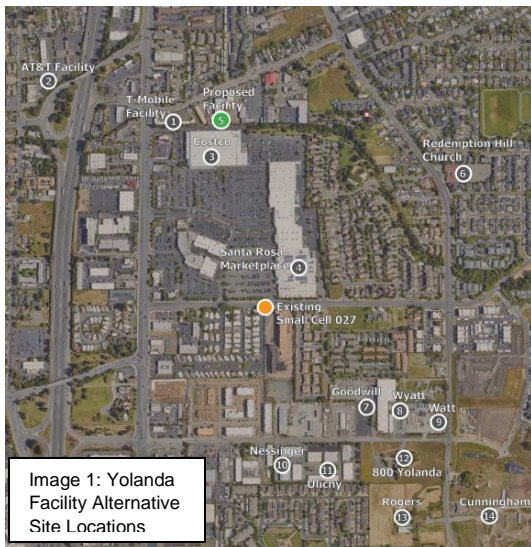 AT&T Facility
2
T-Mobile
Facility
1
Proposed
Facility
5
Costco
3
Redemption Hill
Church
6
Santa Rosa
Marketplace
4
Existing
Small Cell 027
Goodwill
7
Wyatt
8
Watt
9
Nessinger
10
Ulicny
11
12
800 Yolanda
Rogers
13
Cunningham
14
Image 1: Yolanda
Facility Alternative
Site Locations